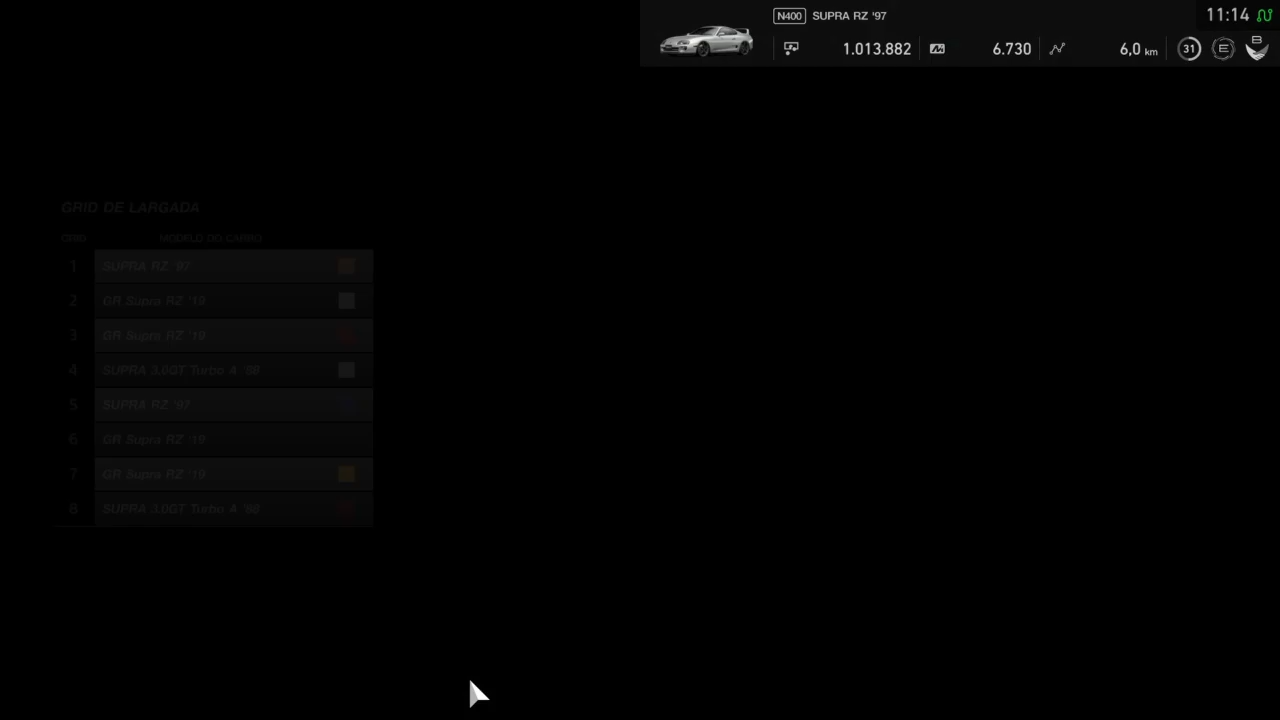 N400 SUPRA RZ '97
11:14
1.013.882 6.730 6,0 km 31 E B
GRID DE LARGADA
MODELO DO CARRO
1 SUPRA RZ '97
2 GR Supra RZ '19
3 GR Supra RZ '19
4 SUPRA 3.0GT Turbo A '88
5 SUPRA RZ '97
6 GR Supra RZ '19
7 GR Supra RZ '19
8 SUPRA 3.0GT Turbo A '88